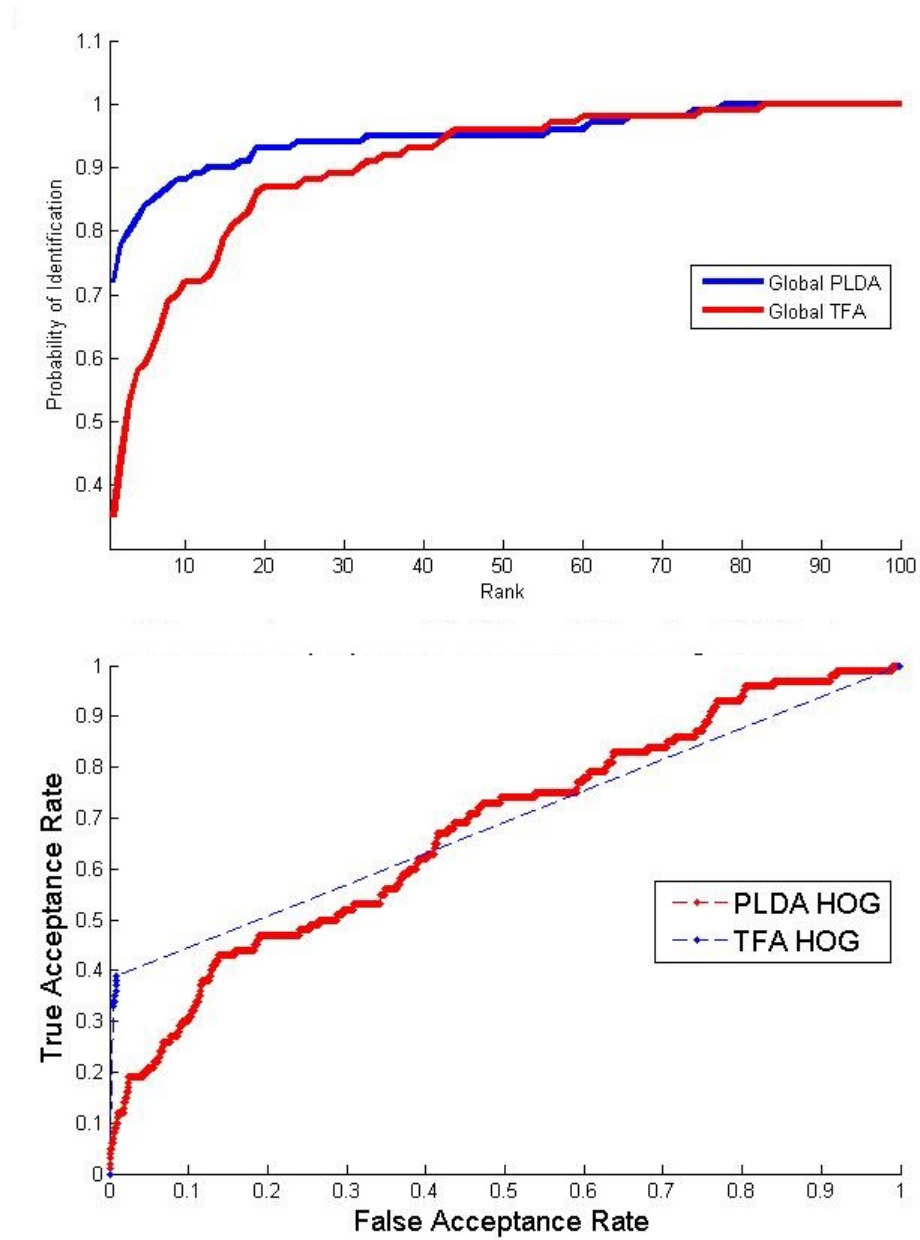 1.1
1
0.9
0.8
0.7
0.6
0.5
0.4
Probability of Identification
Global PLDA
Global TFA
10 20 30 40 50 60 70 80 90 100
Rank
1
0.9
0.8
0.7
0.6
0.5
0.4
0.3
0.2
0.1
0
True Acceptance Rate
PLDA HOG
TFA HOG
0 0.1 0.2 0.3 0.4 0.5 0.6 0.7 0.8 0.9 1
False Acceptance Rate